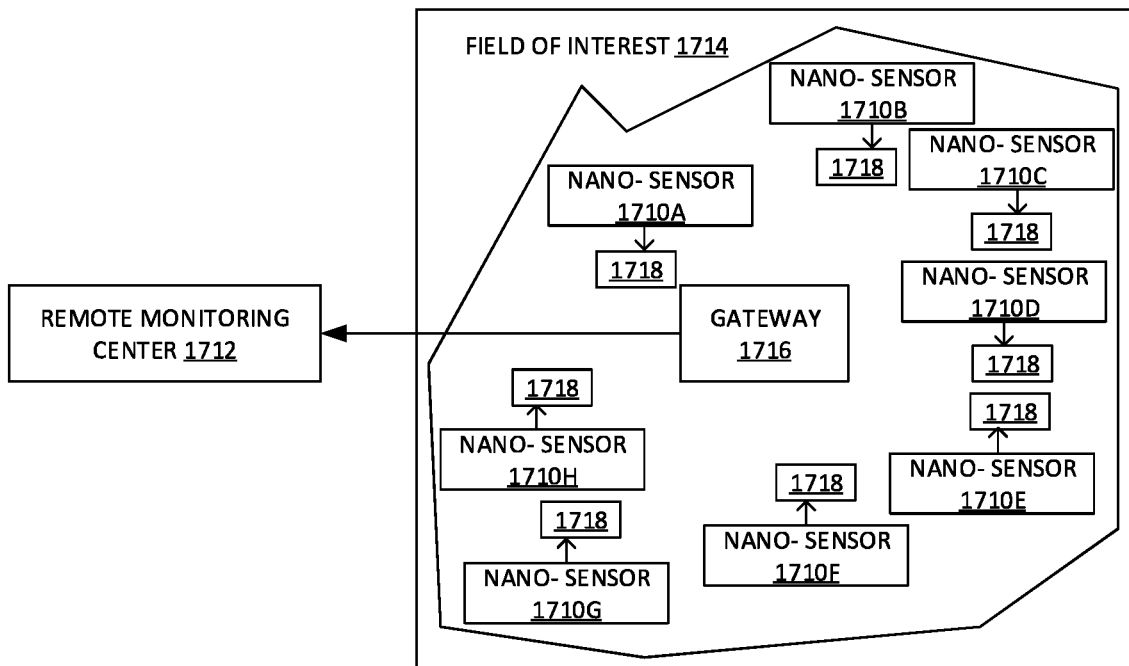 FIELD OF INTEREST 1714
NANO- SENSOR
1710B
1718
NANO- SENSOR
1710C
1718
NANO- SENSOR
1710A
1718
NANO- SENSOR
1710D
1718
REMOTE MONITORING
CENTER 1712
GATEWAY
1716
1718
NANO- SENSOR
1710H
1718
NANO- SENSOR
1710E
1718
NANO- SENSOR
1710F
1718
NANO- SENSOR
1710G